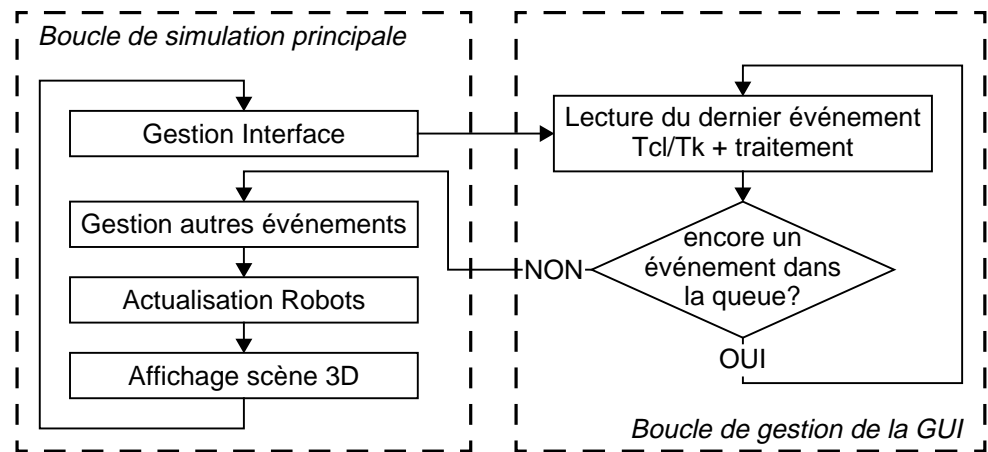 Boucle de simulation principale
Gestion Interface
Gestion autres événements
Actualisation Robots
Affichage scène 3D
Lecture du dernier événement
Tcl/Tk + traitement
encore un
événement dans
la queue?
NON
OUI
Boucle de gestion de la GUI